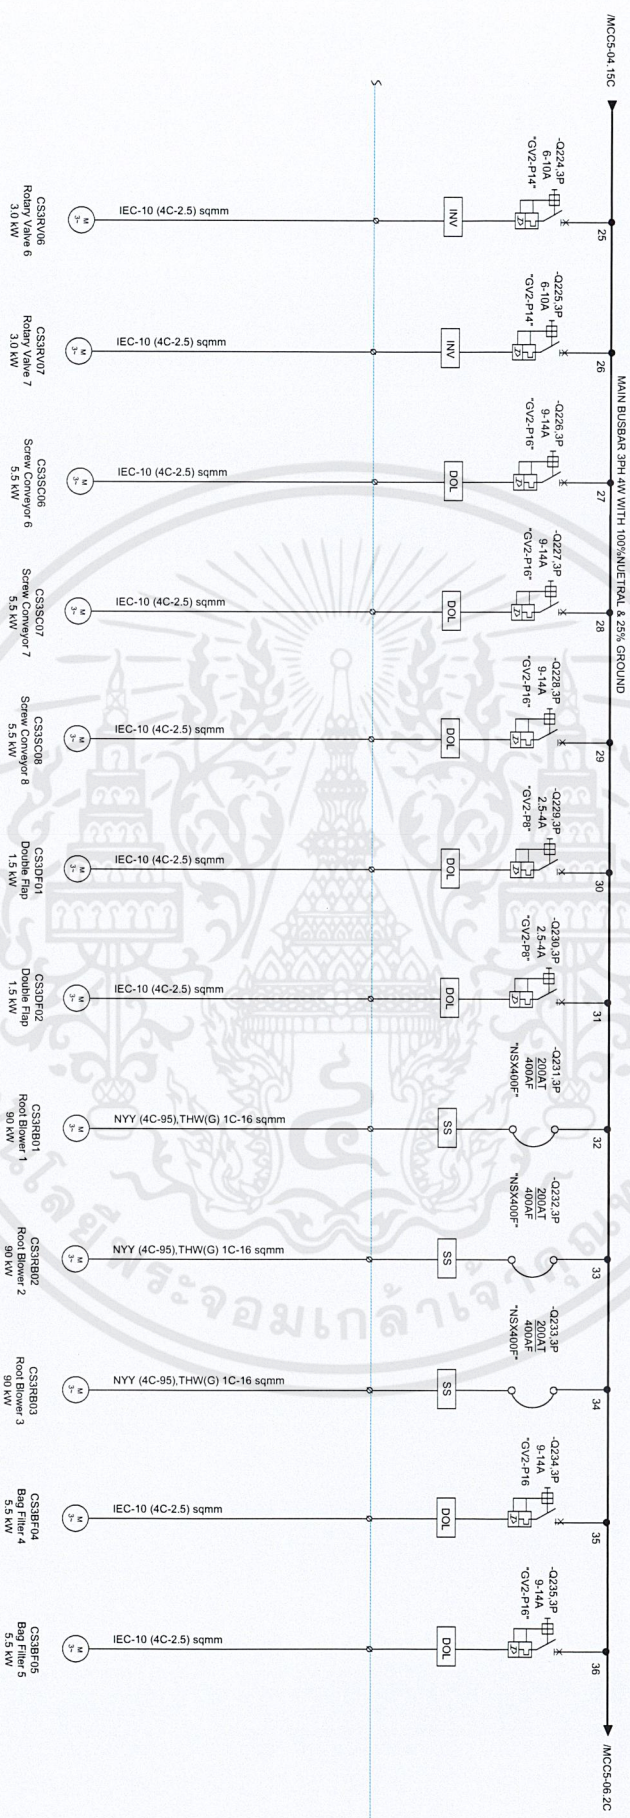 /MCC5-04.15C
MAIN BUSBAR 3PH 4W WITH 100%NUETRAL & 25% GROUND
/MCC5-06.2C
25
-Q224,3P
6-10A
"GV2-P14"
INV
IEC-10 (4C-2.5) sqmm
M
3~
CS3RV06
Rotary Valve 6
3.0 kW
26
-Q225,3P
6-10A
"GV2-P14"
INV
IEC-10 (4C-2.5) sqmm
M
3~
CS3RV07
Rotary Valve 7
3.0 kW
27
-Q226,3P
9-14A
"GV2-P16"
DOL
IEC-10 (4C-2.5) sqmm
M
3~
CS3SC06
Screw Conveyor 6
5.5 kW
28
-Q227,3P
9-14A
"GV2-P16"
DOL
IEC-10 (4C-2.5) sqmm
M
3~
CS3SC07
Screw Conveyor 7
5.5 kW
29
-Q228,3P
9-14A
"GV2-P16"
DOL
IEC-10 (4C-2.5) sqmm
M
3~
CS3SC08
Screw Conveyor 8
5.5 kW
30
-Q229,3P
2.5-4A
"GV2-P8"
DOL
IEC-10 (4C-2.5) sqmm
M
3~
CS3DF01
Double Flap
1.5 kW
31
-Q230,3P
2.5-4A
"GV2-P8"
DOL
IEC-10 (4C-2.5) sqmm
M
3~
CS3DF02
Double Flap
1.5 kW
32
-Q231,3P
200AT
400AF
"NSX400F"
SS
NYY (4C-95),THW(G) 1C-16 sqmm
M
3~
CS3RB01
Root Blower 1
90 kW
33
-Q232,3P
200AT
400AF
"NSX400F"
SS
NYY (4C-95),THW(G) 1C-16 sqmm
M
3~
CS3RB02
Root Blower 2
90 kW
34
-Q233,3P
200AT
400AF
"NSX400F"
SS
NYY (4C-95),THW(G) 1C-16 sqmm
M
3~
CS3RB03
Root Blower 3
90 kW
35
-Q234,3P
9-14A
"GV2-P16
DOL
IEC-10 (4C-2.5) sqmm
M
3~
CS3BF04
Bag Filter 4
5.5 kW
36
-Q235,3P
9-14A
"GV2-P16"
DOL
IEC-10 (4C-2.5) sqmm
M
3~
CS3BF05
Bag Filter 5
5.5 kW